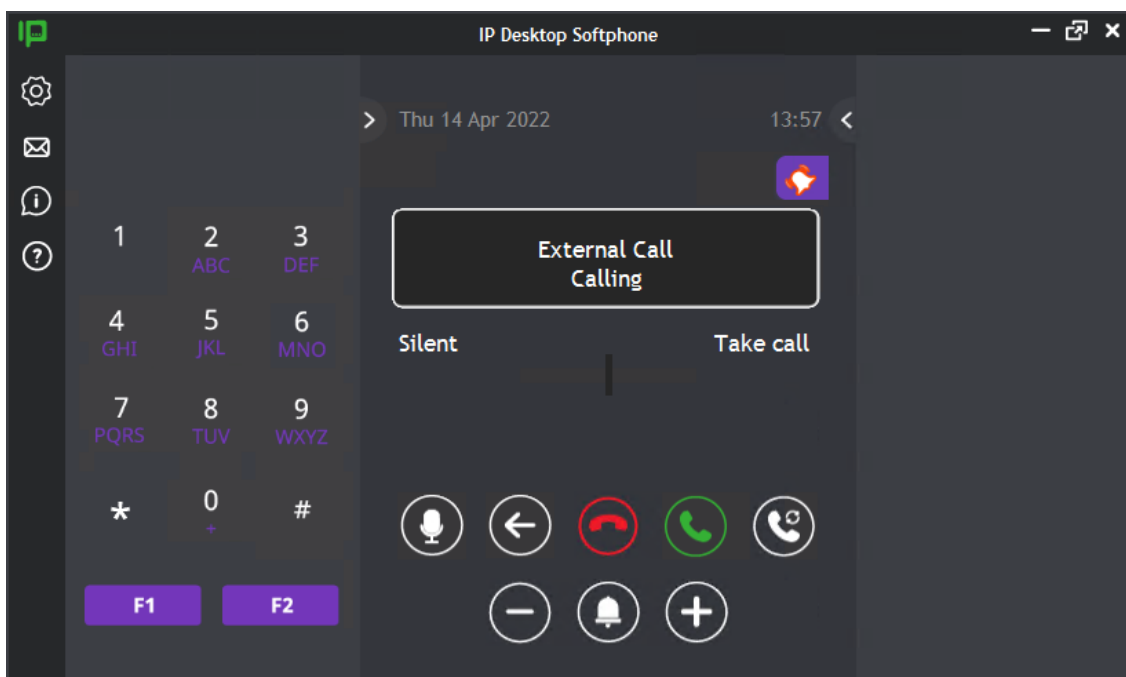 IP Desktop Softphone
Thu 14 Apr 2022 13:57
External Call
Calling
Silent Take call
1 2 3
ABC DEF
4 5 6
GHI JKL MNO
7 8 9
PQRS TUV WXYZ
* 0 #
+
F1 F2